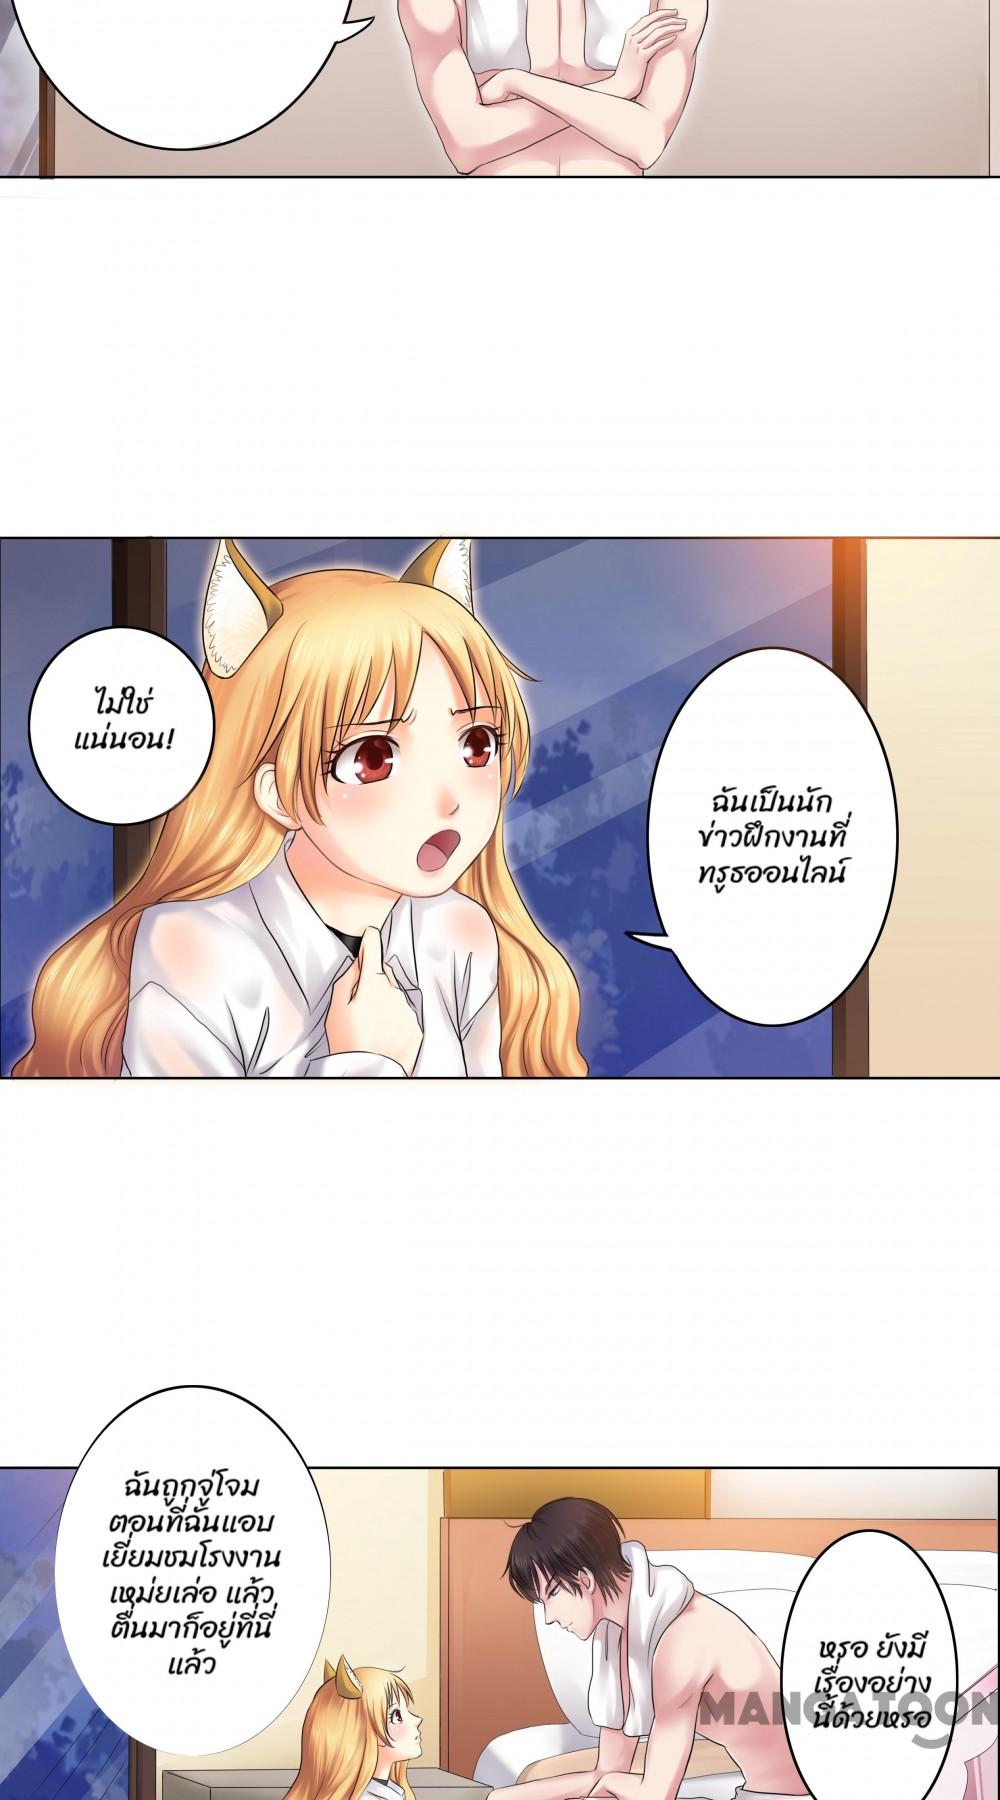 ไม่ใช่
แน่นอน!
ฉันเป็นนัก
ข่าวฝึกงานที่
ทรูธออนไลน์
ฉันถูกจู่โจม
ตอนที่ฉันแอบ
เยี่ยมชมโรงงาน
เหม่ยเล่อ แล้ว
ตื่นมาก็อยู่ที่นี่
แล้ว
หรอ ยังมี
เรื่องอย่าง
นี้ด้วยหรอ
MANGATOON